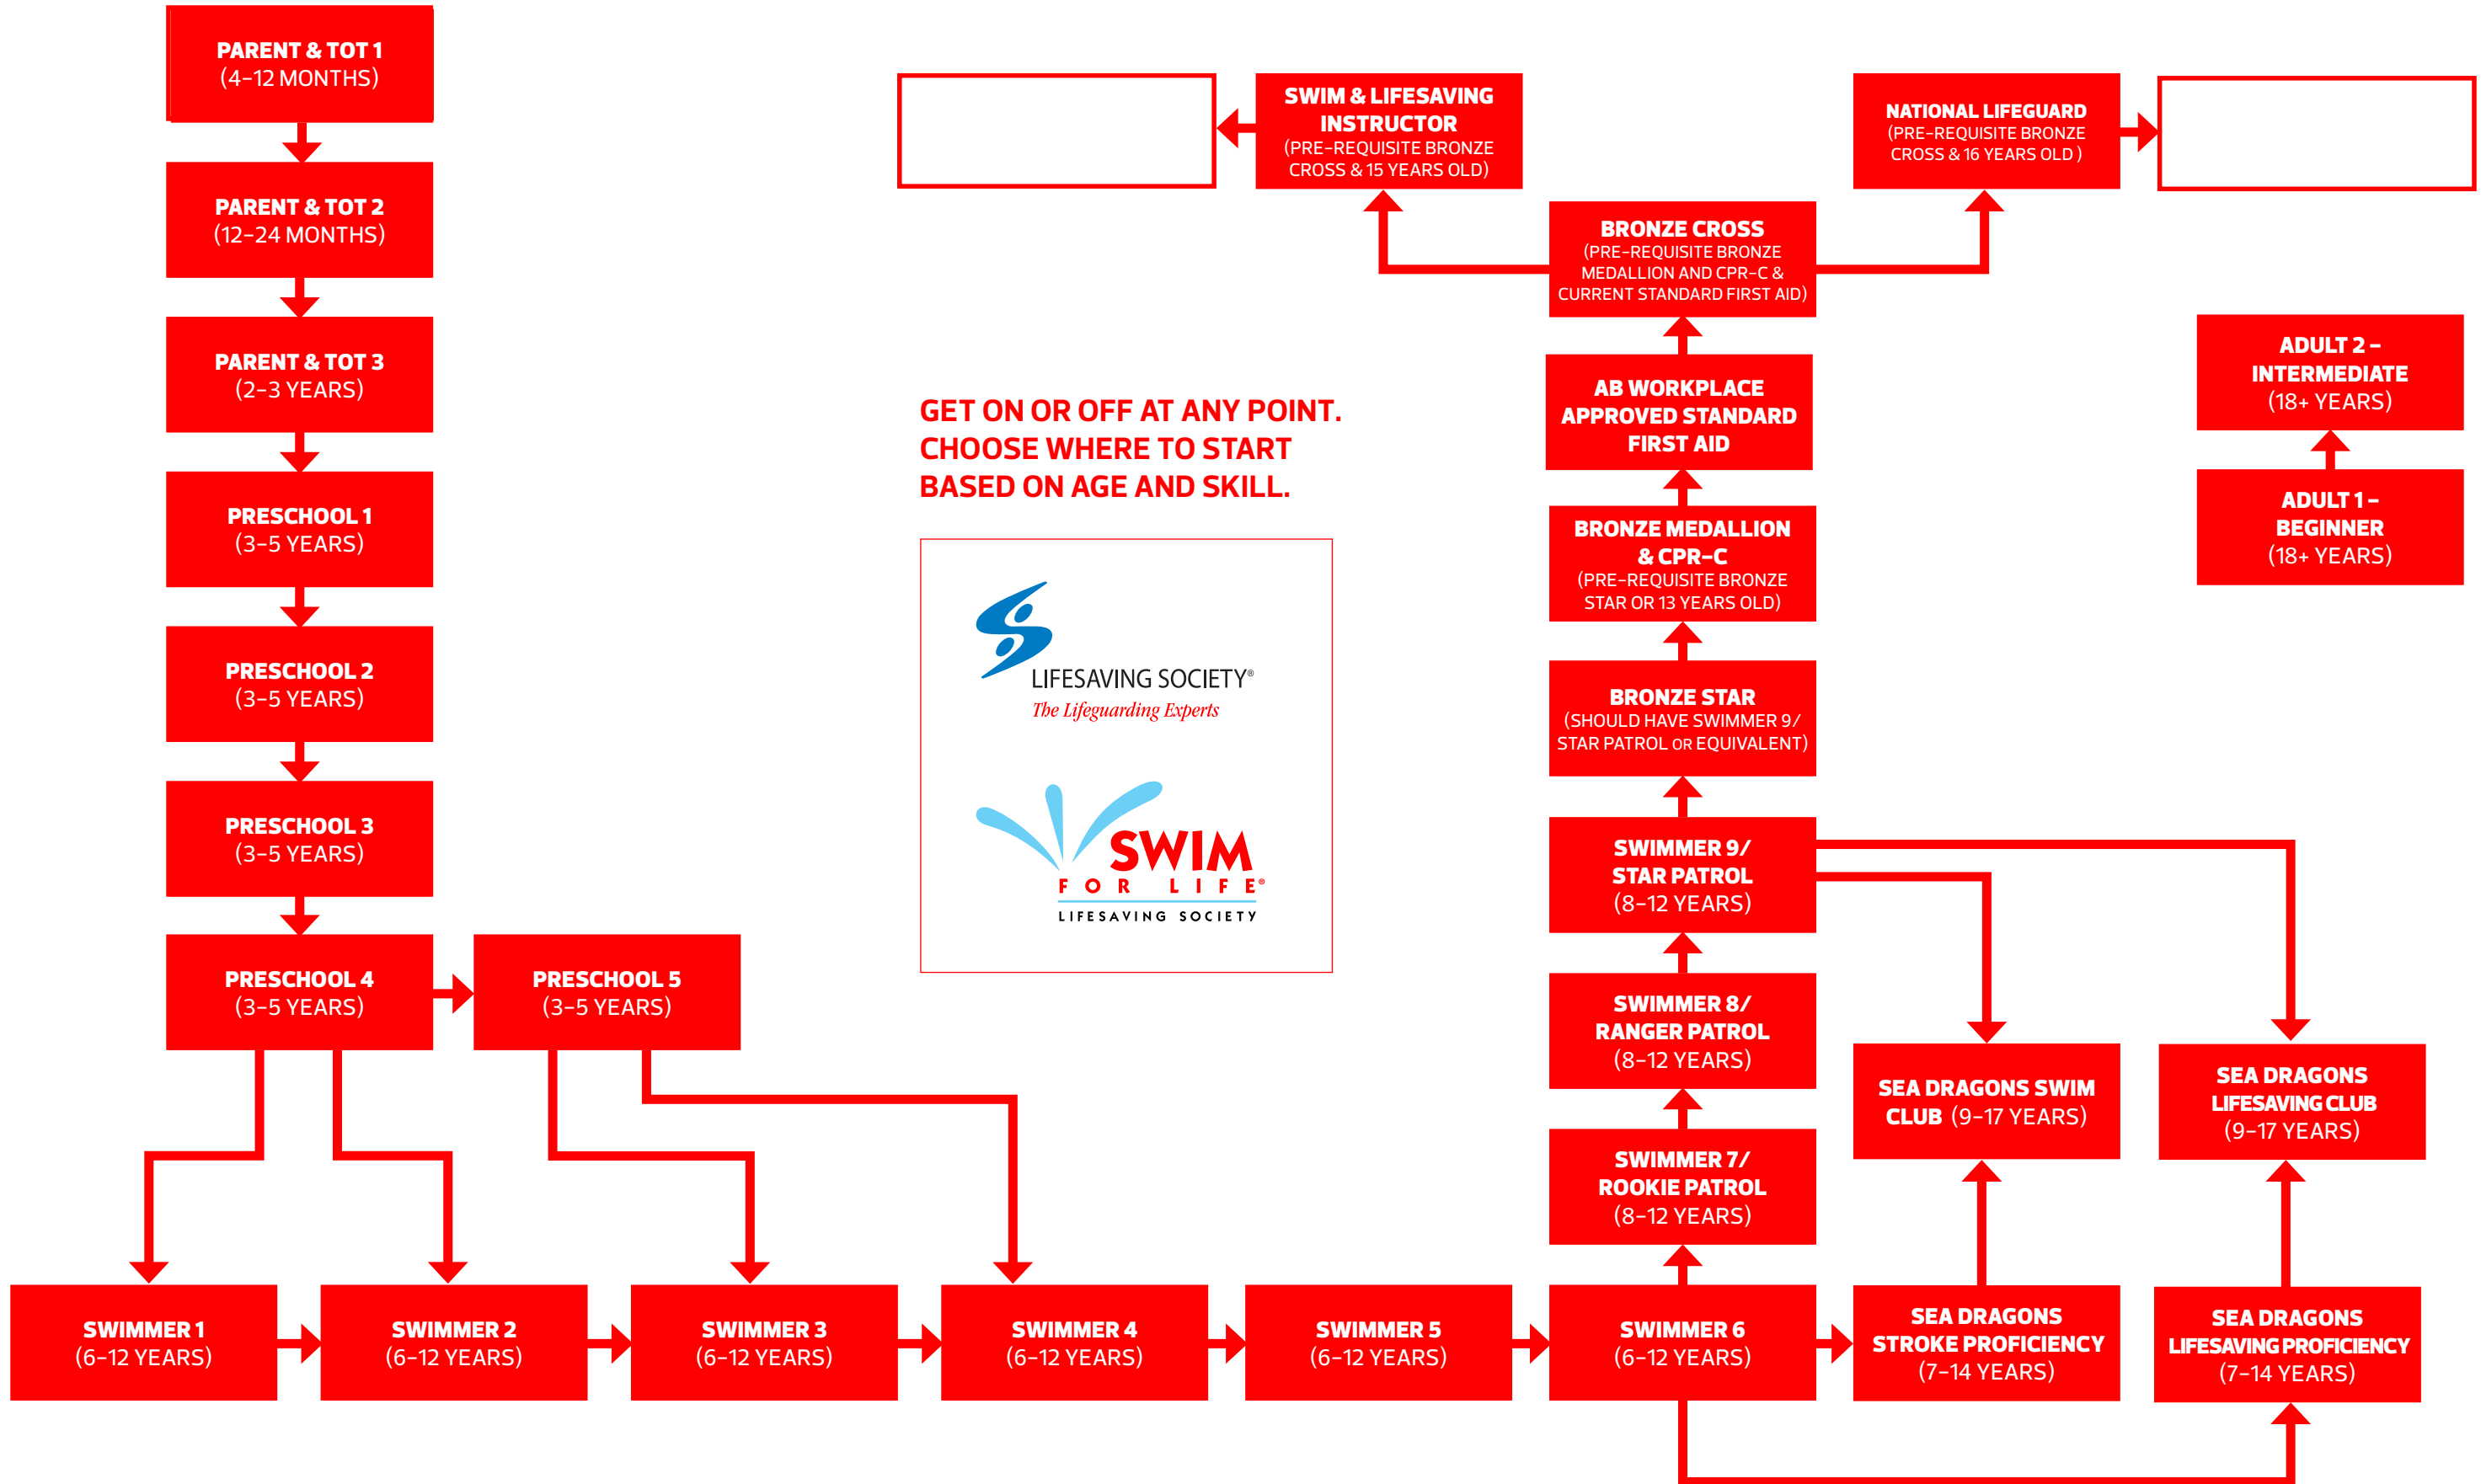 PARENT & TOT 1
(4-12 MONTHS)
PARENT & TOT 2
(12-24 MONTHS)
PARENT & TOT 3
(2-3 YEARS)
PRESCHOOL 1
(3-5 YEARS)
PRESCHOOL 2
(3-5 YEARS)
PRESCHOOL 3
(3-5 YEARS)
PRESCHOOL 4
(3-5 YEARS)
PRESCHOOL 5
(3-5 YEARS)
SWIMMER 1
(6-12 YEARS)
SWIMMER 2
(6-12 YEARS)
SWIMMER 3
(6-12 YEARS)
SWIMMER 4
(6-12 YEARS)
SWIMMER 5
(6-12 YEARS)
SWIMMER 6
(6-12 YEARS)
SEA DRAGONS
STROKE PROFICIENCY
(7-14 YEARS)
SEA DRAGONS
LIFESAVING PROFICIENCY
(7-14 YEARS)
SWIMMER 7/
ROOKIE PATROL
(8-12 YEARS)
SWIMMER 8/
RANGER PATROL
(8-12 YEARS)
SEA DRAGONS SWIM
CLUB (9-17 YEARS)
SEA DRAGONS
LIFESAVING CLUB
(9-17 YEARS)
SWIMMER 9/
STAR PATROL
(8-12 YEARS)
BRONZE STAR
(SHOULD HAVE SWIMMER 9/
STAR PATROL OR EQUIVALENT)
BRONZE MEDALLION
& CPR-C
(PRE-REQUISITE BRONZE
STAR OR 13 YEARS OLD)
AB WORKPLACE
APPROVED STANDARD
FIRST AID
BRONZE CROSS
(PRE-REQUISITE BRONZE
MEDALLION AND CPR-C &
CURRENT STANDARD FIRST AID)
SWIM & LIFESAVING
INSTRUCTOR
(PRE-REQUISITE BRONZE
CROSS & 15 YEARS OLD)
NATIONAL LIFEGUARD
(PRE-REQUISITE BRONZE
CROSS & 16 YEARS OLD )
ADULT 2 -
INTERMEDIATE
(18+ YEARS)
ADULT 1 -
BEGINNER
(18+ YEARS)
GET ON OR OFF AT ANY POINT.
CHOOSE WHERE TO START
BASED ON AGE AND SKILL.
LIFESAVING SOCIETY®
The Lifeguarding Experts
SWIM
FOR LIFE®
LIFESAVING SOCIETY